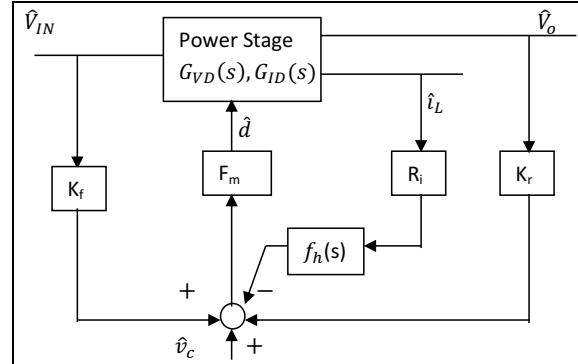 V̂_IN
V̂_o
Power Stage
G_VD(s), G_ID(s)
î_L
d̂
K_f
F_m
R_i
K_r
f_h(s)
+
−
v̂_c
+